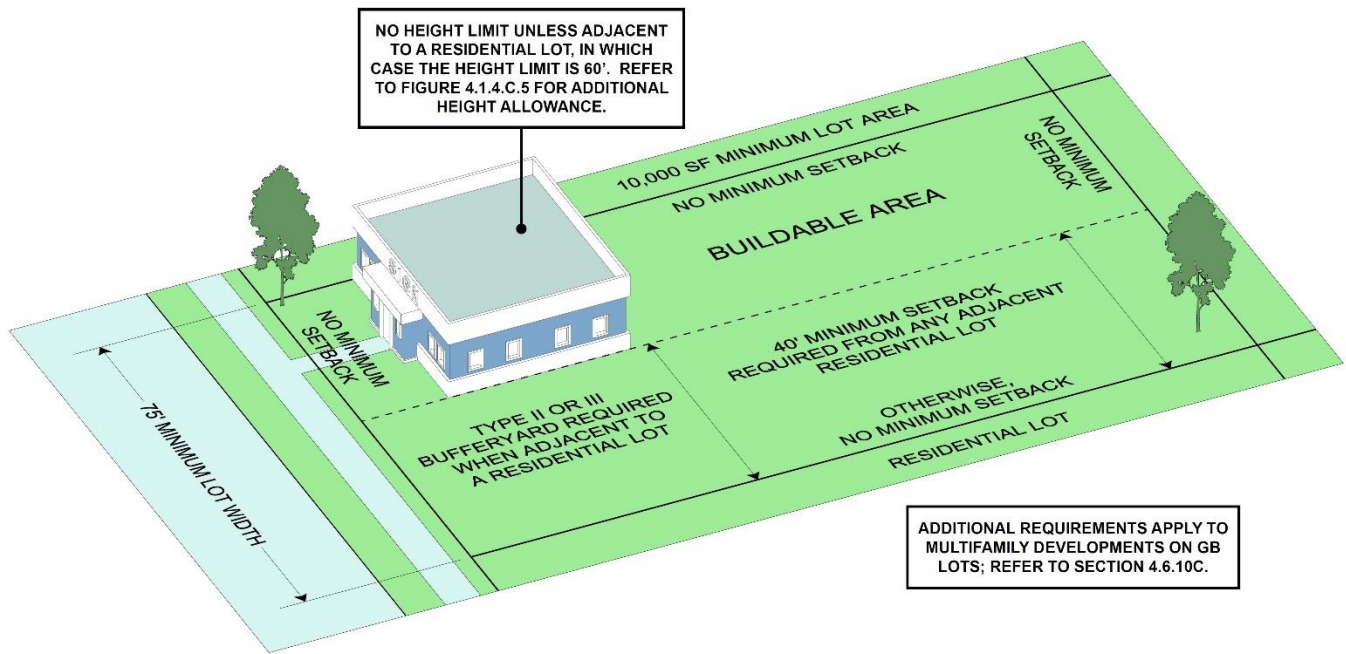 NO HEIGHT LIMIT UNLESS ADJACENT
TO A RESIDENTIAL LOT, IN WHICH
CASE THE HEIGHT LIMIT IS 60'. REFER
TO FIGURE 4.1.4.C.5 FOR ADDITIONAL
HEIGHT ALLOWANCE.
10,000 SF MINIMUM LOT AREA
NO MINIMUM SETBACK
NO MINIMUM
SETBACK
BUILDABLE AREA
NO MINIMUM
SETBACK
40' MINIMUM SETBACK
REQUIRED FROM ANY ADJACENT
RESIDENTIAL LOT
TYPE II OR III
BUFFERYARD REQUIRED
WHEN ADJACENT TO
A RESIDENTIAL LOT
OTHERWISE,
NO MINIMUM SETBACK
RESIDENTIAL LOT
75' MINIMUM LOT WIDTH
ADDITIONAL REQUIREMENTS APPLY TO
MULTIFAMILY DEVELOPMENTS ON GB
LOTS; REFER TO SECTION 4.6.10C.